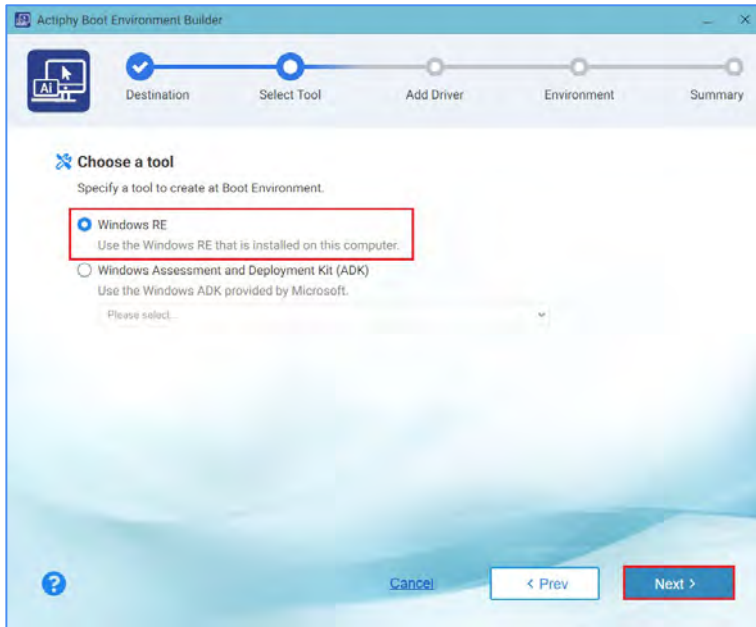 Actiphy Boot Environment Builder
Ai
Destination
Select Tool
Add Driver
Environment
Summary
Choose a tool
Specify a tool to create at Boot Environment.
Windows RE
Use the Windows RE that is installed on this computer.
Windows Assessment and Deployment Kit (ADK)
Use the Windows ADK provided by Microsoft.
Please select...
?
Cancel
< Prev
Next >